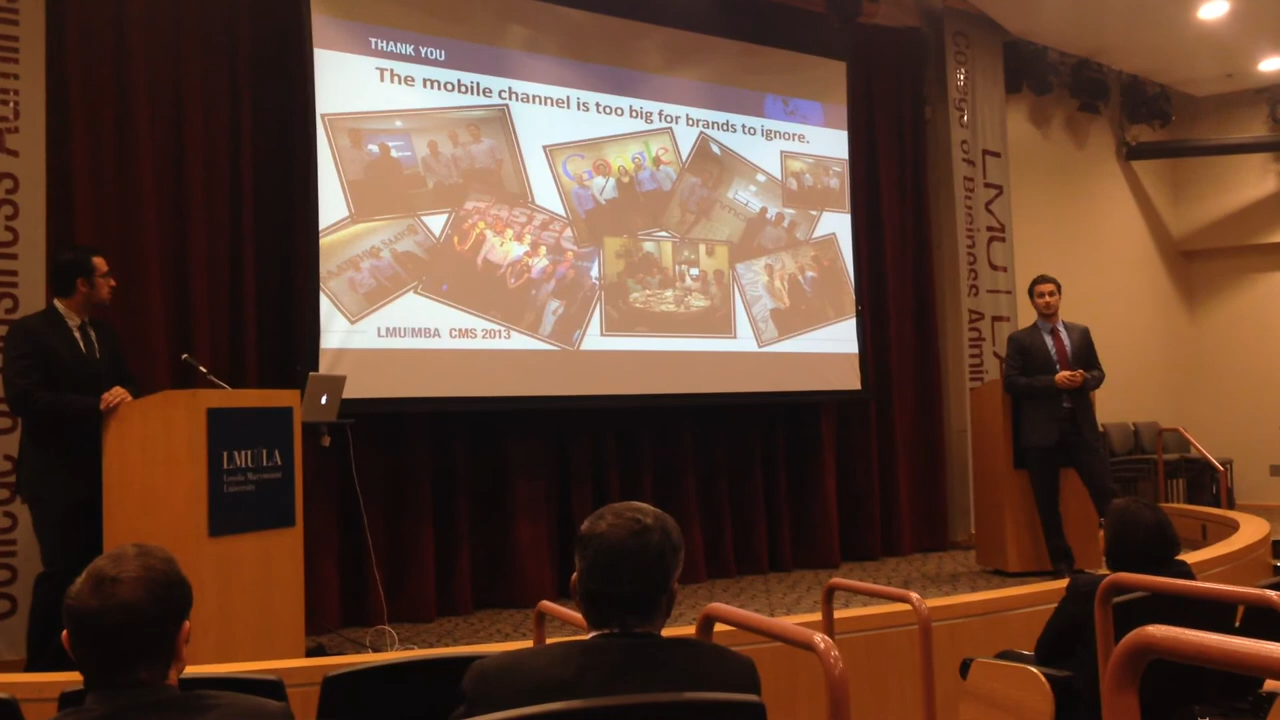 THANK YOU
The mobile channel is too big for brands to ignore.
Google
LMU|MBA CMS 2013
LMU|LA
Loyola Marymount
University
LMU | LA
College of Business Admin